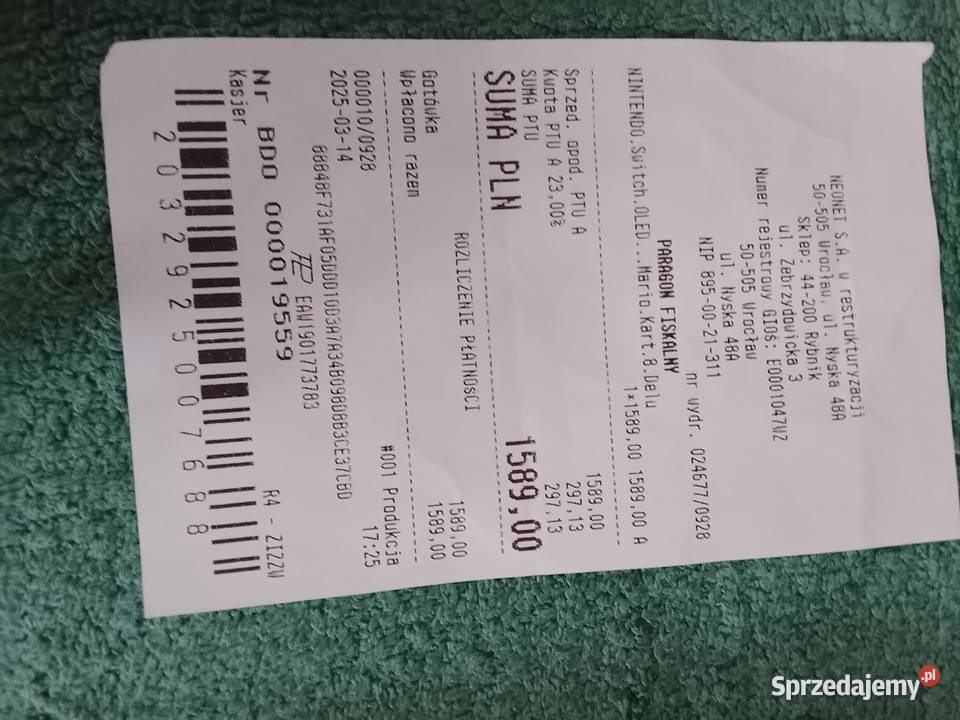 NEONET S.A. w restrukturyzacji
50-505 Wrocław, ul. Nyska 48A
Sklep: 44-200 Rybnik
ul. Zebrzydowicka 3
Numer rejestrowy GIOŚ: E0001047WZ
50-505 Wrocław
ul. Nyska 48A
NIP 895-00-21-311
nr wydr. 024677/0928
PARAGON FISKALNY
NINTENDO.Switch.OLED...Mario.Kart.8.Delu
1×1589,00 1589,00 A
Sprzed. opod. PTU A 1589,00
Kwota PTU A 23,00% 297,13
SUMA PTU 297,13
SUMA PLN 1589,00
ROZLICZENIE PŁATNOŚCI
Gotówka 1589,00
Wpłacono razem 1589,00
000010/0928 #001 Produkcja
2025-03-14 17:25
EAW1901773783
Nr BDO 000019559
Kasjer R4 - ZIZZW
2032925007688
Sprzedajemy.pl